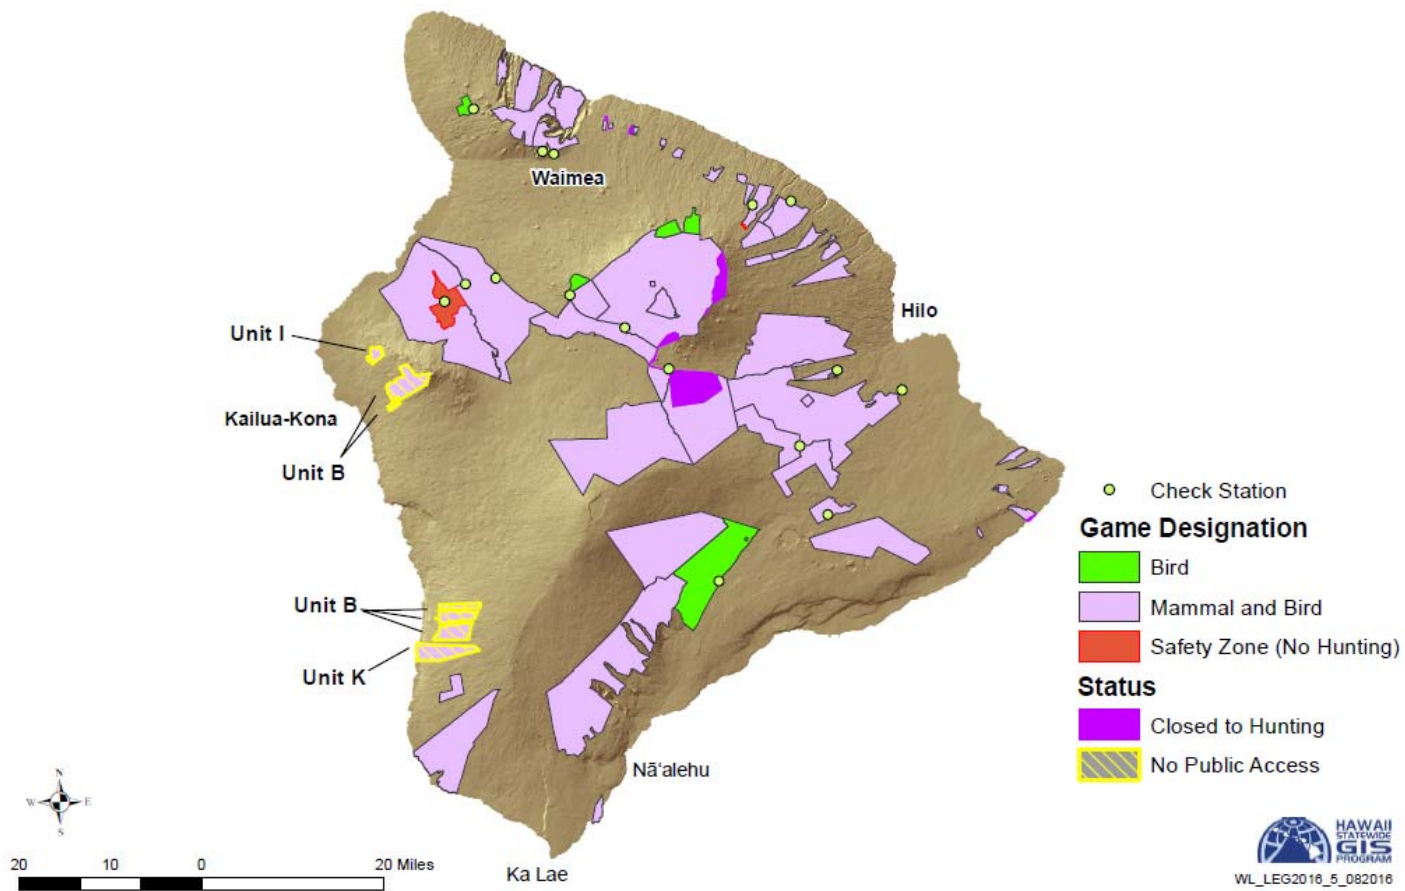 Waimea
Hilo
Unit I
Kailua-Kona
Unit B
Check Station
Game Designation
Bird
Mammal and Bird
Safety Zone (No Hunting)
Status
Closed to Hunting
No Public Access
Unit B
Unit K
Nā'alehu
Ka Lae
N
W E
S
20 10 0 20 Miles
HAWAII
STATEWIDE
GIS
PROGRAM
WL_LEG2016_5_082016